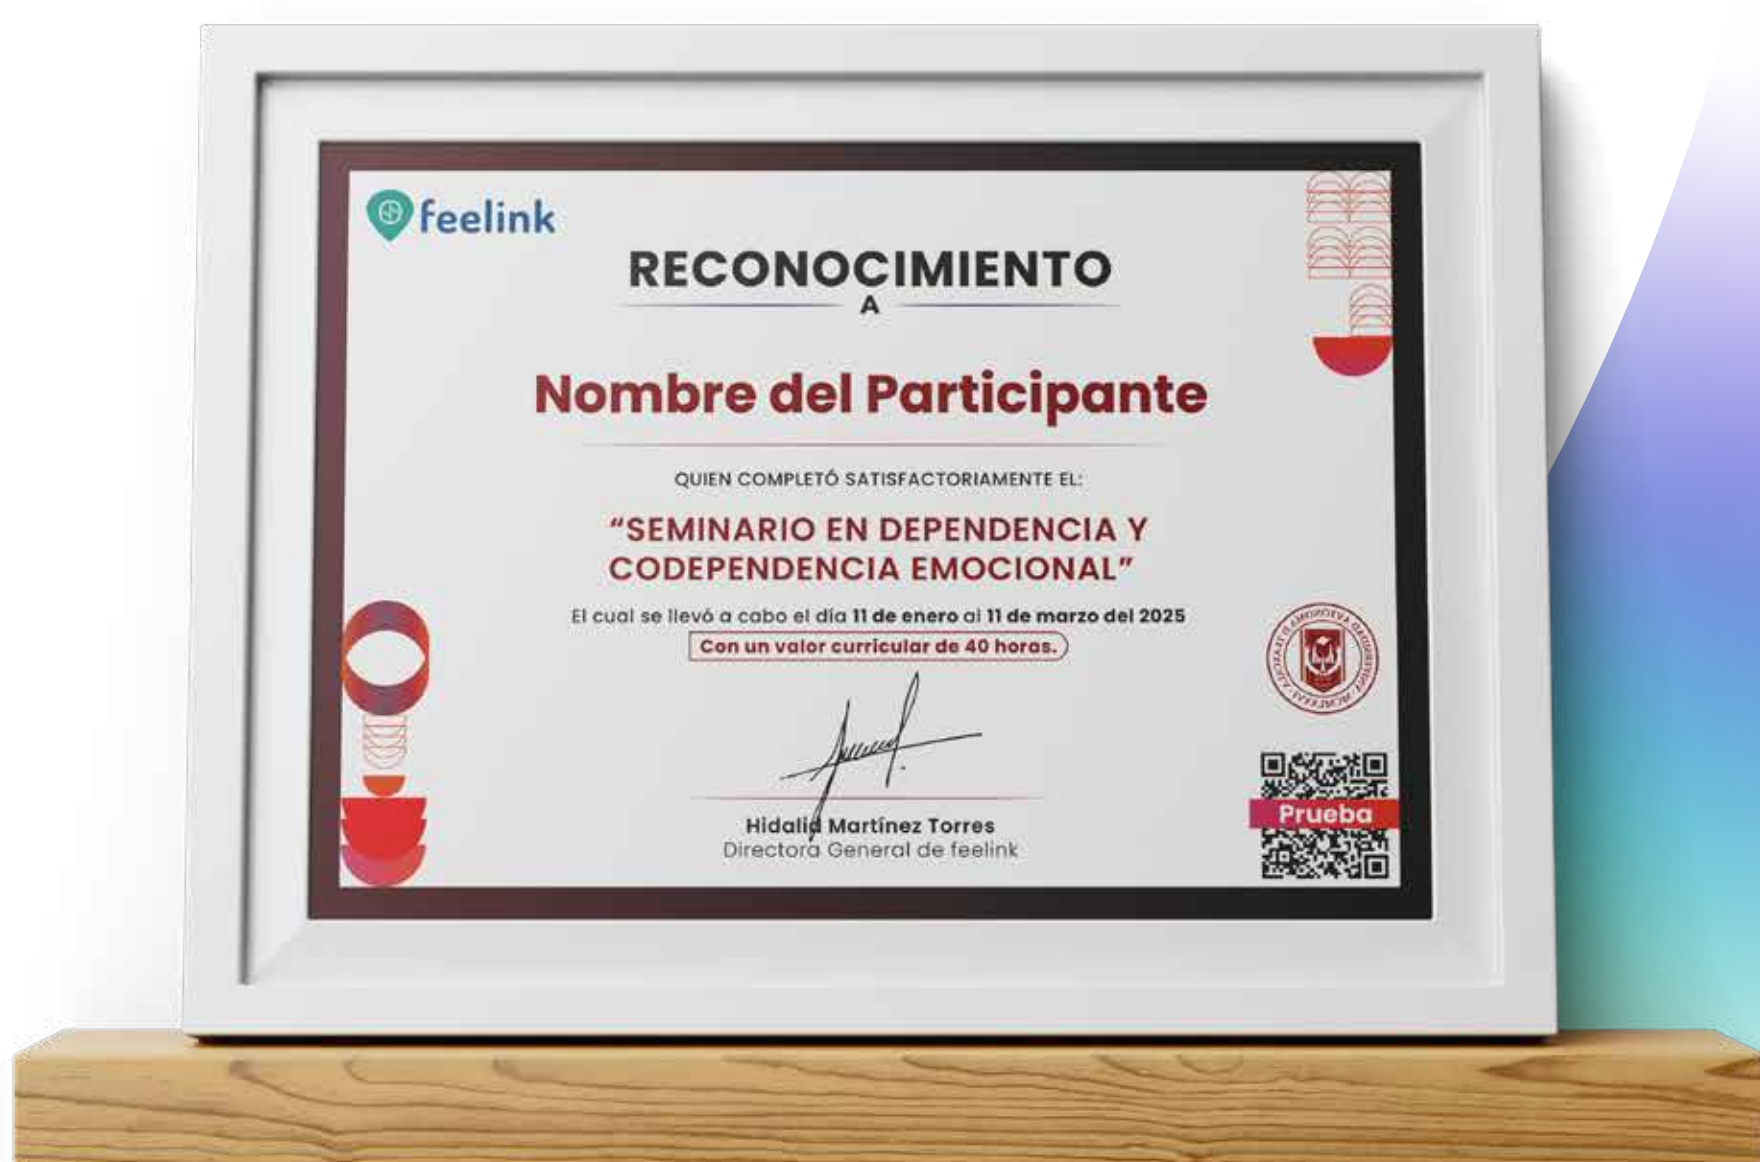 feelink
RECONOCIMIENTO
A
Nombre del Participante
QUIEN COMPLETÓ SATISFACTORIAMENTE EL:
“SEMINARIO EN DEPENDENCIA Y
CODEPENDENCIA EMOCIONAL”
El cual se llevó a cabo el día 11 de enero al 11 de marzo del 2025
Con un valor curricular de 40 horas.
Hidalid Martínez Torres
Directora General de feelink
Prueba